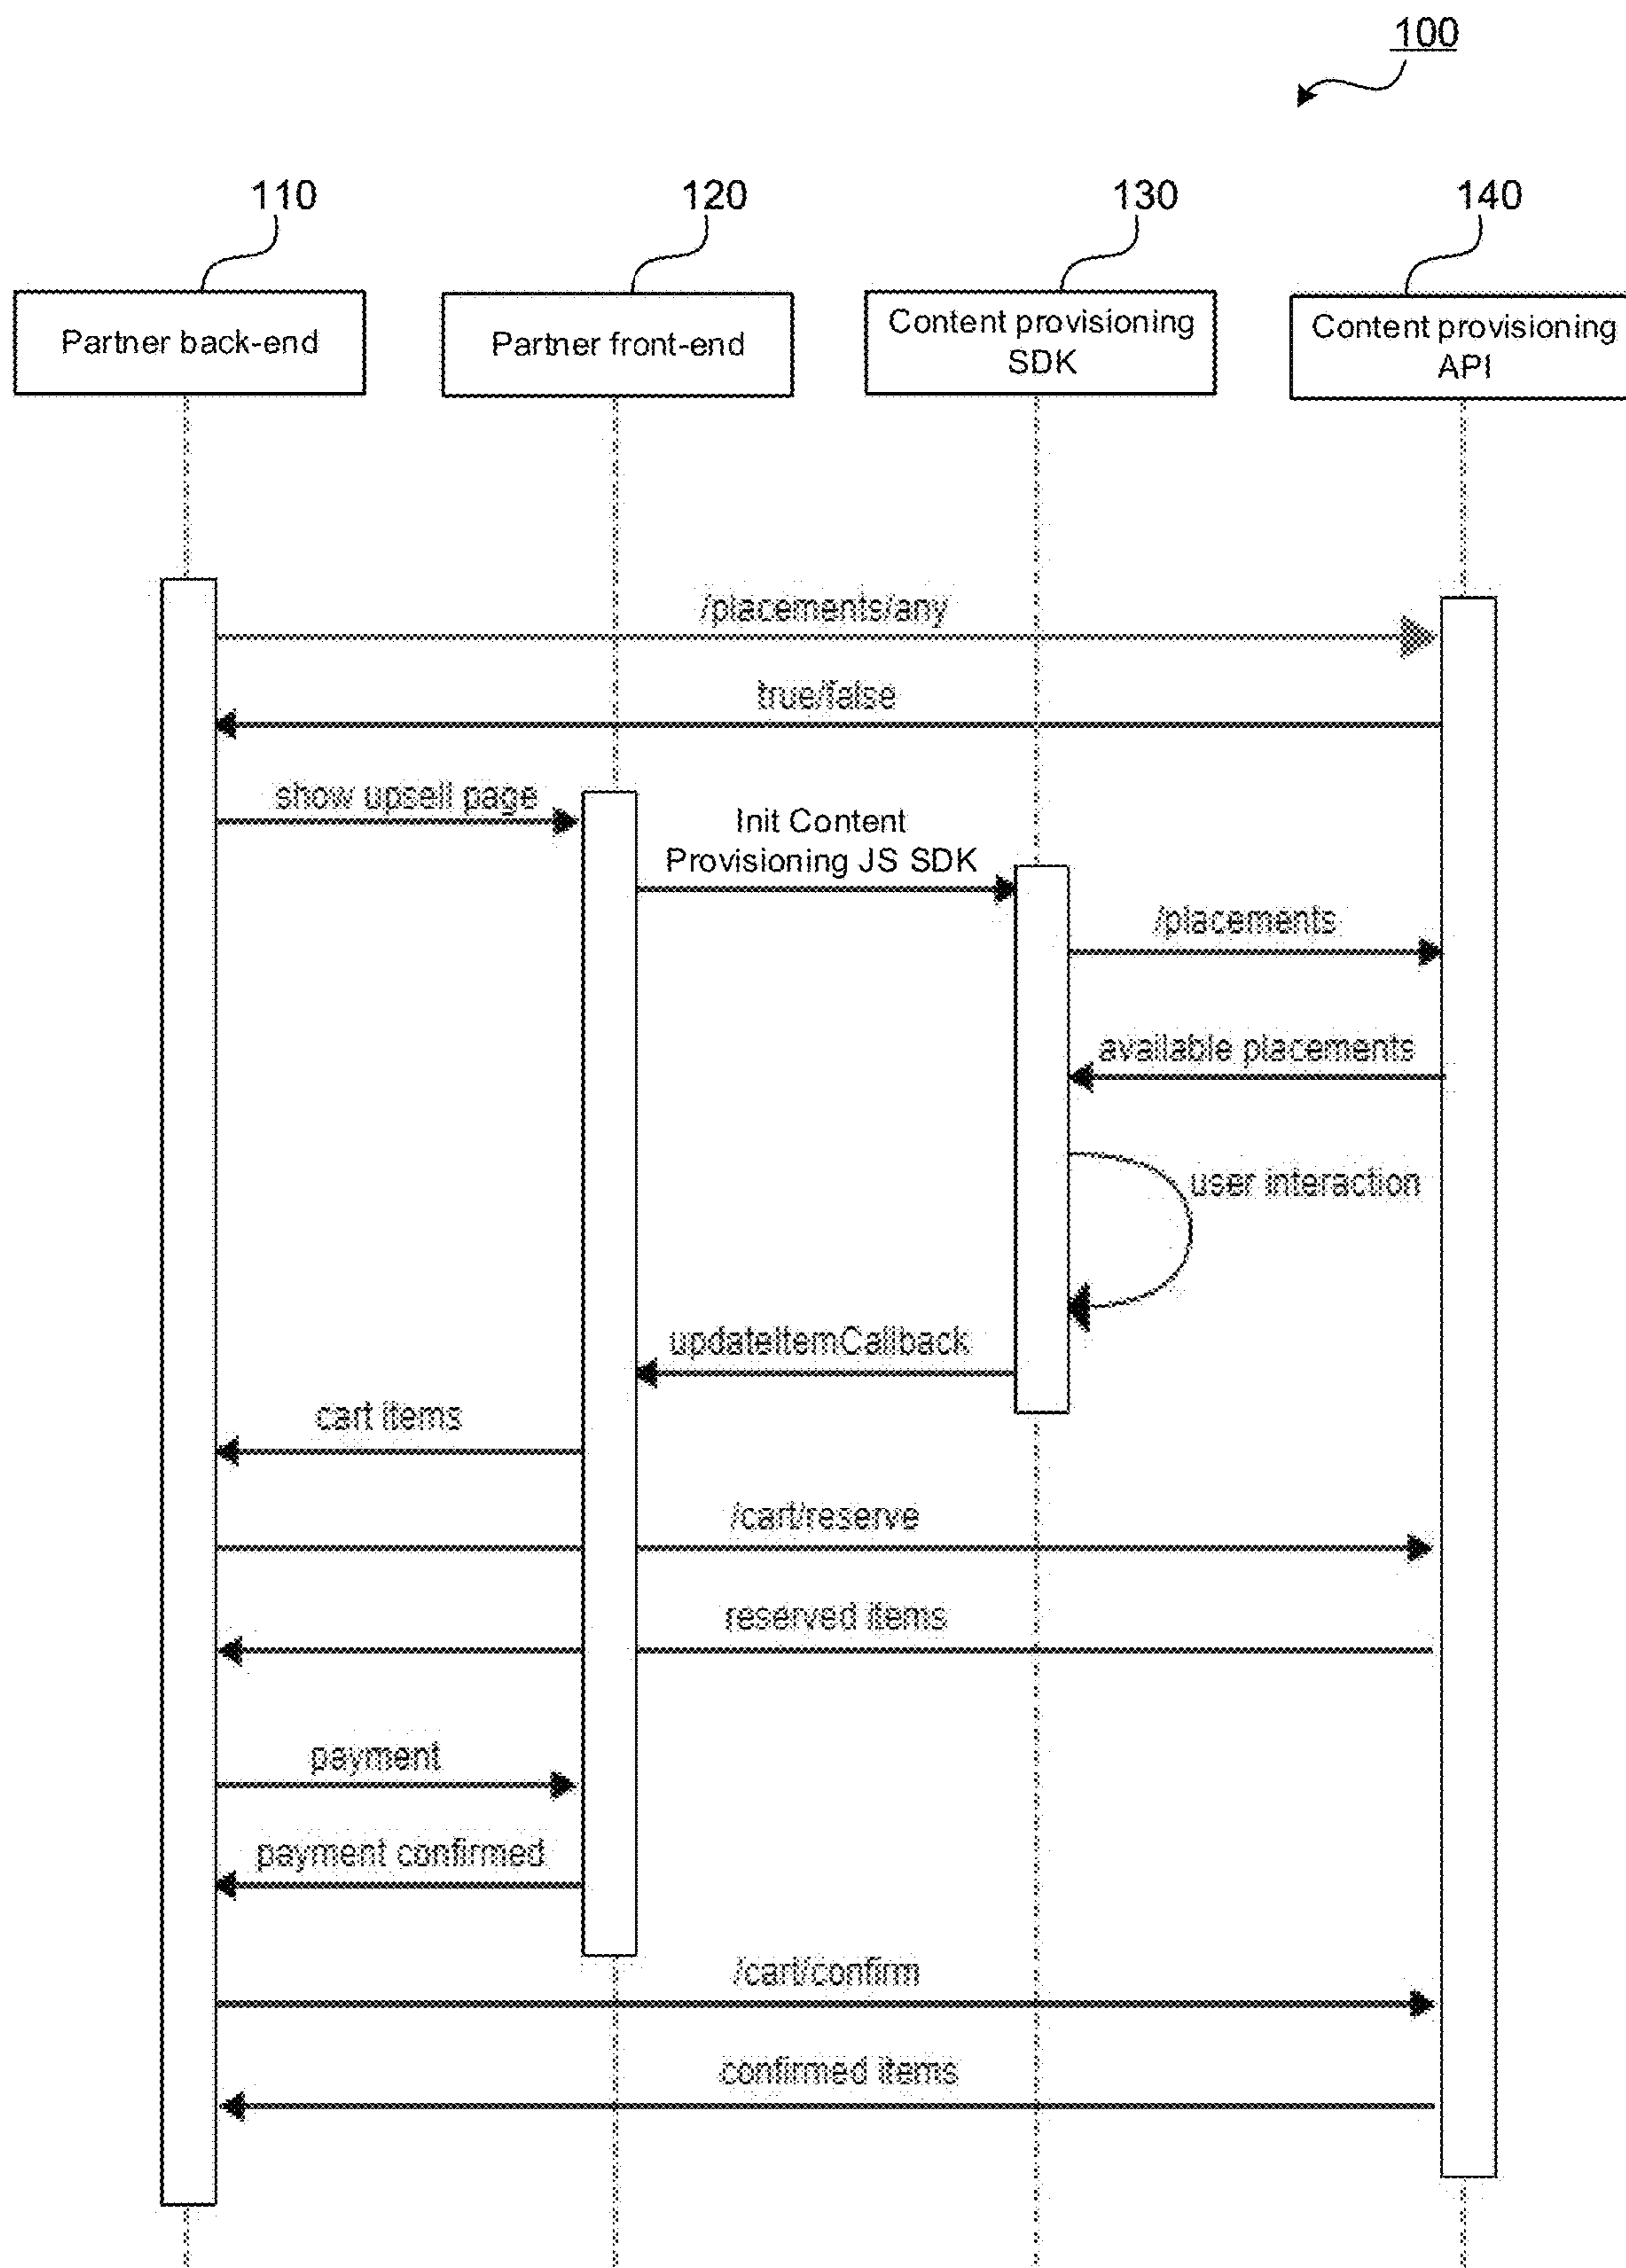 100
110
120
130
140
Partner back-end
Partner front-end
Content provisioning
SDK
Content provisioning
API
/placements/any
true/false
show upsell page
Init Content
Provisioning JS SDK
/placements
available placements
user interaction
updateItemCallback
cart items
/cart/reserve
reserved items
payment
payment confirmed
/cart/confirm
confirmed items